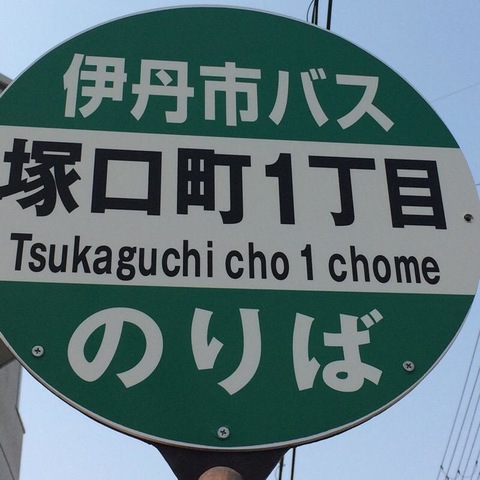 伊丹市バス
塚口町1丁目
Tsukaguchi cho 1 chome
のりば